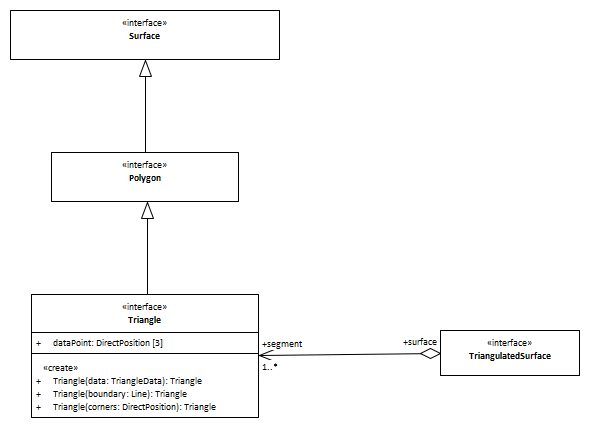 «interface»
Surface
«interface»
Polygon
«interface»
Triangle
+ dataPoint: DirectPosition [3]
«create»
+ Triangle(data: TriangleData): Triangle
+ Triangle(boundary: Line): Triangle
+ Triangle(corners: DirectPosition): Triangle
+segment
1..*
+surface
«interface»
TriangulatedSurface